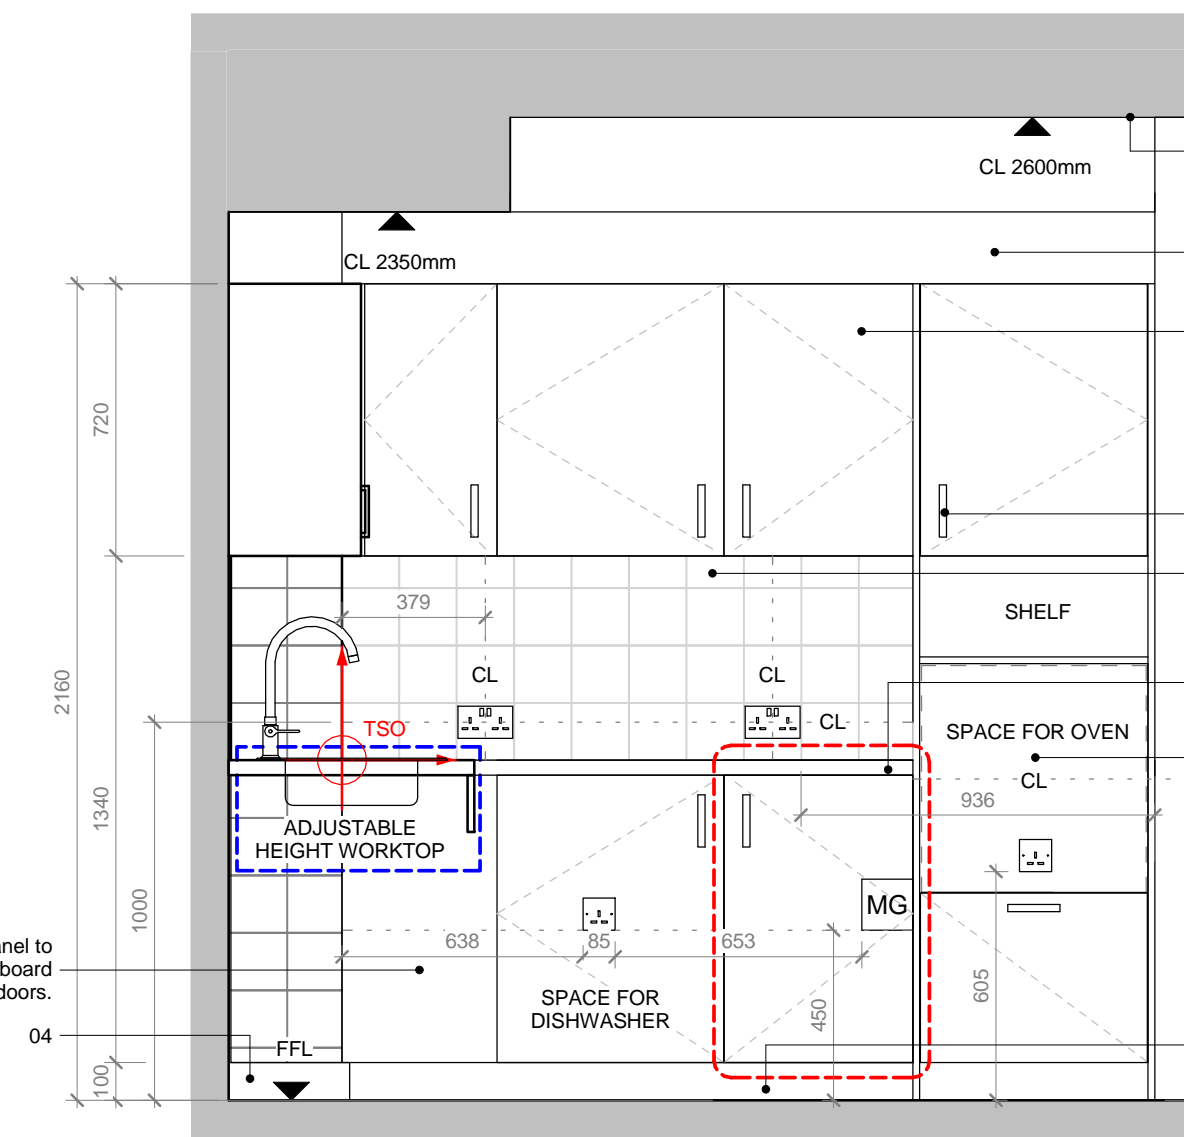 CL 2600mm
CL 2350mm
720
379
SHELF
CL
CL
2160
TSO
CL
SPACE FOR OVEN
CL
1340
936
ADJUSTABLE
HEIGHT WORKTOP
1000
MG
638
85
653
panel to
board
doors.
605
450
SPACE FOR
DISHWASHER
04
FFL
100